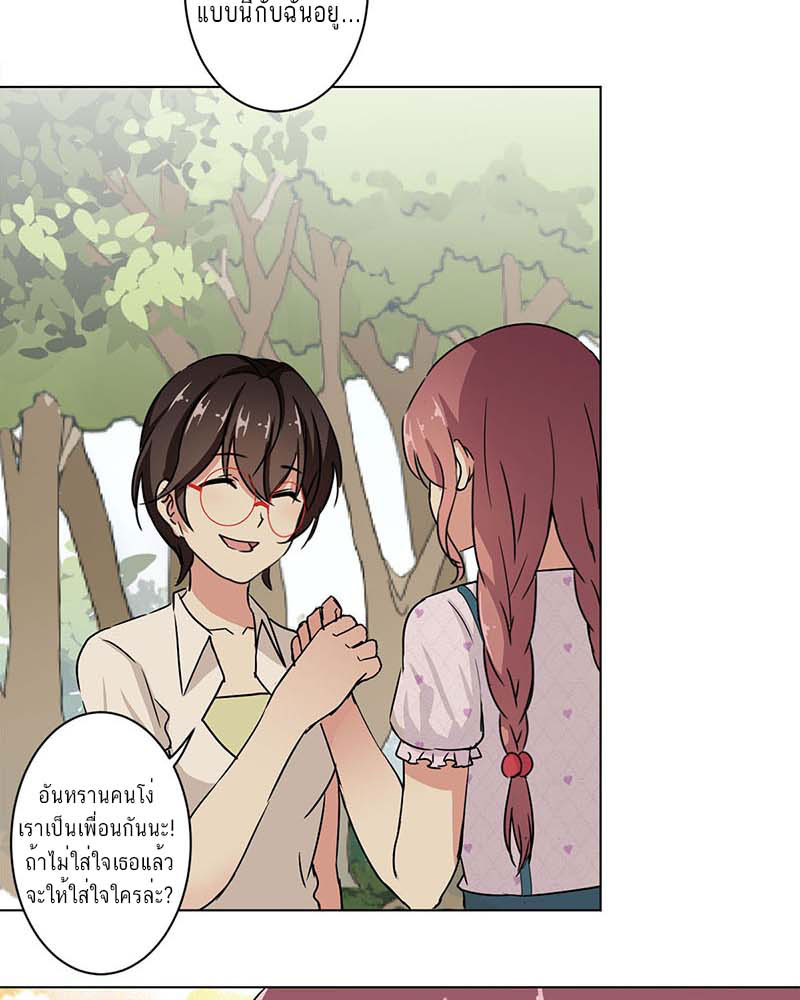 แบบนี้กับฉันอยู่...
อันหรานคนโง่
เราเป็นเพื่อนกันนะ!
ถ้าไม่ใส่ใจเธอแล้ว
จะให้ใส่ใจใครล่ะ?